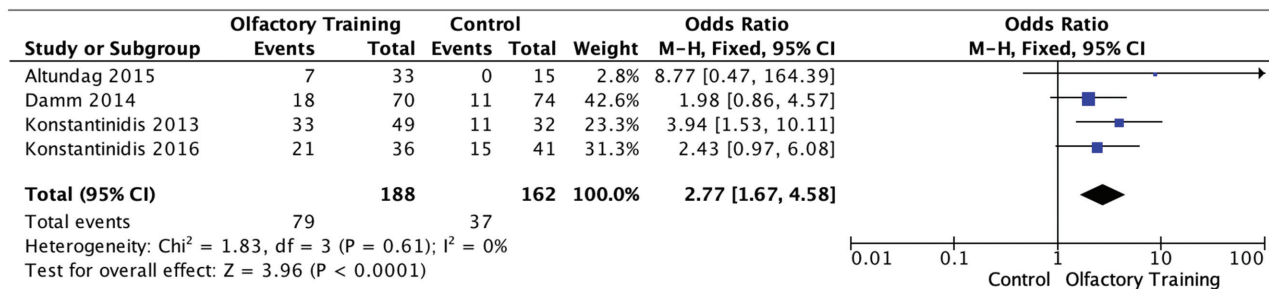 Olfactory Training Control Odds Ratio Odds Ratio
Study or Subgroup Events Total Events Total Weight M-H, Fixed, 95% CI M-H, Fixed, 95% CI
Altundag 2015 7 33 0 15 2.8% 8.77 [0.47, 164.39]
Damm 2014 18 70 11 74 42.6% 1.98 [0.86, 4.57]
Konstantinidis 2013 33 49 11 32 23.3% 3.94 [1.53, 10.11]
Konstantinidis 2016 21 36 15 41 31.3% 2.43 [0.97, 6.08]
Total (95% CI) 188 162 100.0% 2.77 [1.67, 4.58]
Total events 79 37
Heterogeneity: Chi² = 1.83, df = 3 (P = 0.61); I² = 0%
Test for overall effect: Z = 3.96 (P < 0.0001)
0.01 0.1 1 10 100
Control Olfactory Training